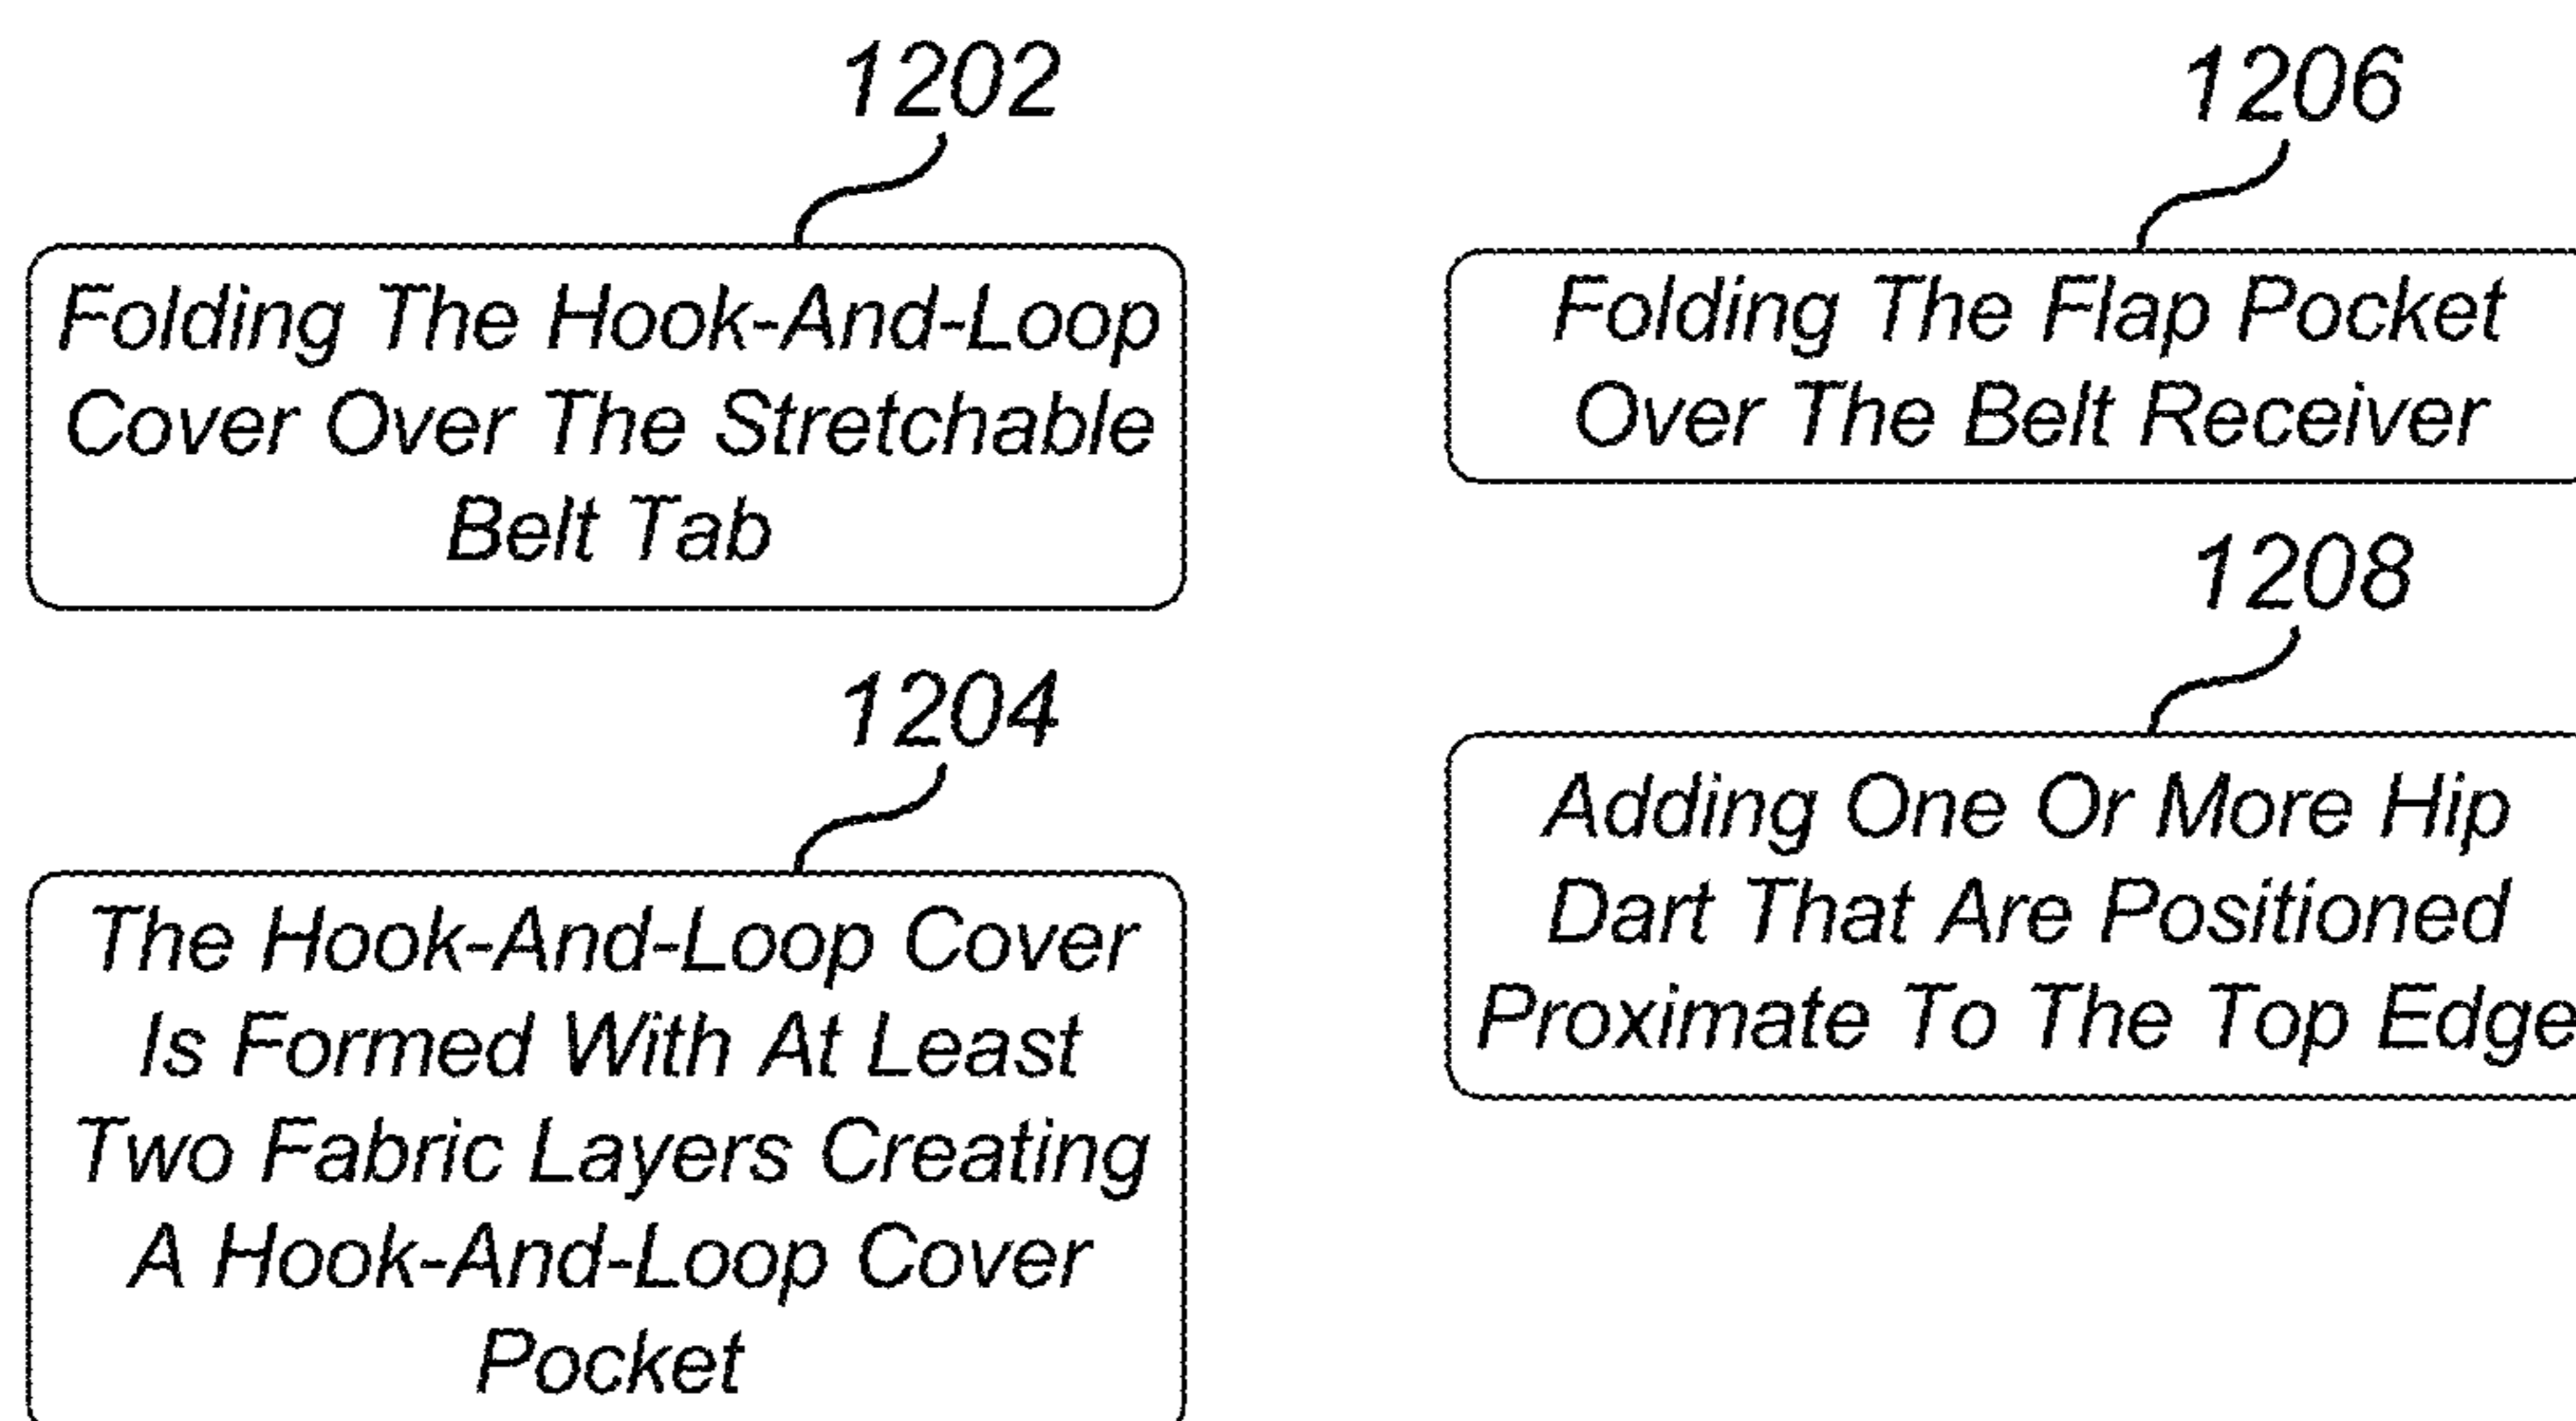 1202
Folding The Hook-And-Loop
Cover Over The Stretchable
Belt Tab
1204
The Hook-And-Loop Cover
Is Formed With At Least
Two Fabric Layers Creating
A Hook-And-Loop Cover
Pocket
1206
Folding The Flap Pocket
Over The Belt Receiver
1208
Adding One Or More Hip
Dart That Are Positioned
Proximate To The Top Edge